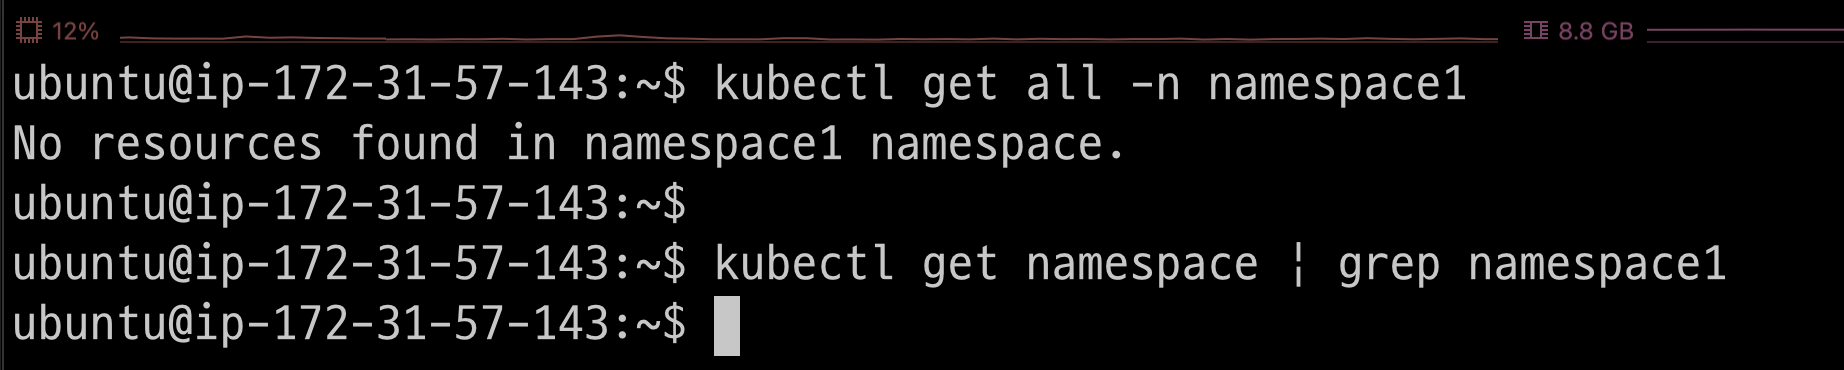 12% 8.8 GB
ubuntu@ip-172-31-57-143:~$ kubectl get all -n namespace1
No resources found in namespace1 namespace.
ubuntu@ip-172-31-57-143:~$
ubuntu@ip-172-31-57-143:~$ kubectl get namespace | grep namespace1
ubuntu@ip-172-31-57-143:~$